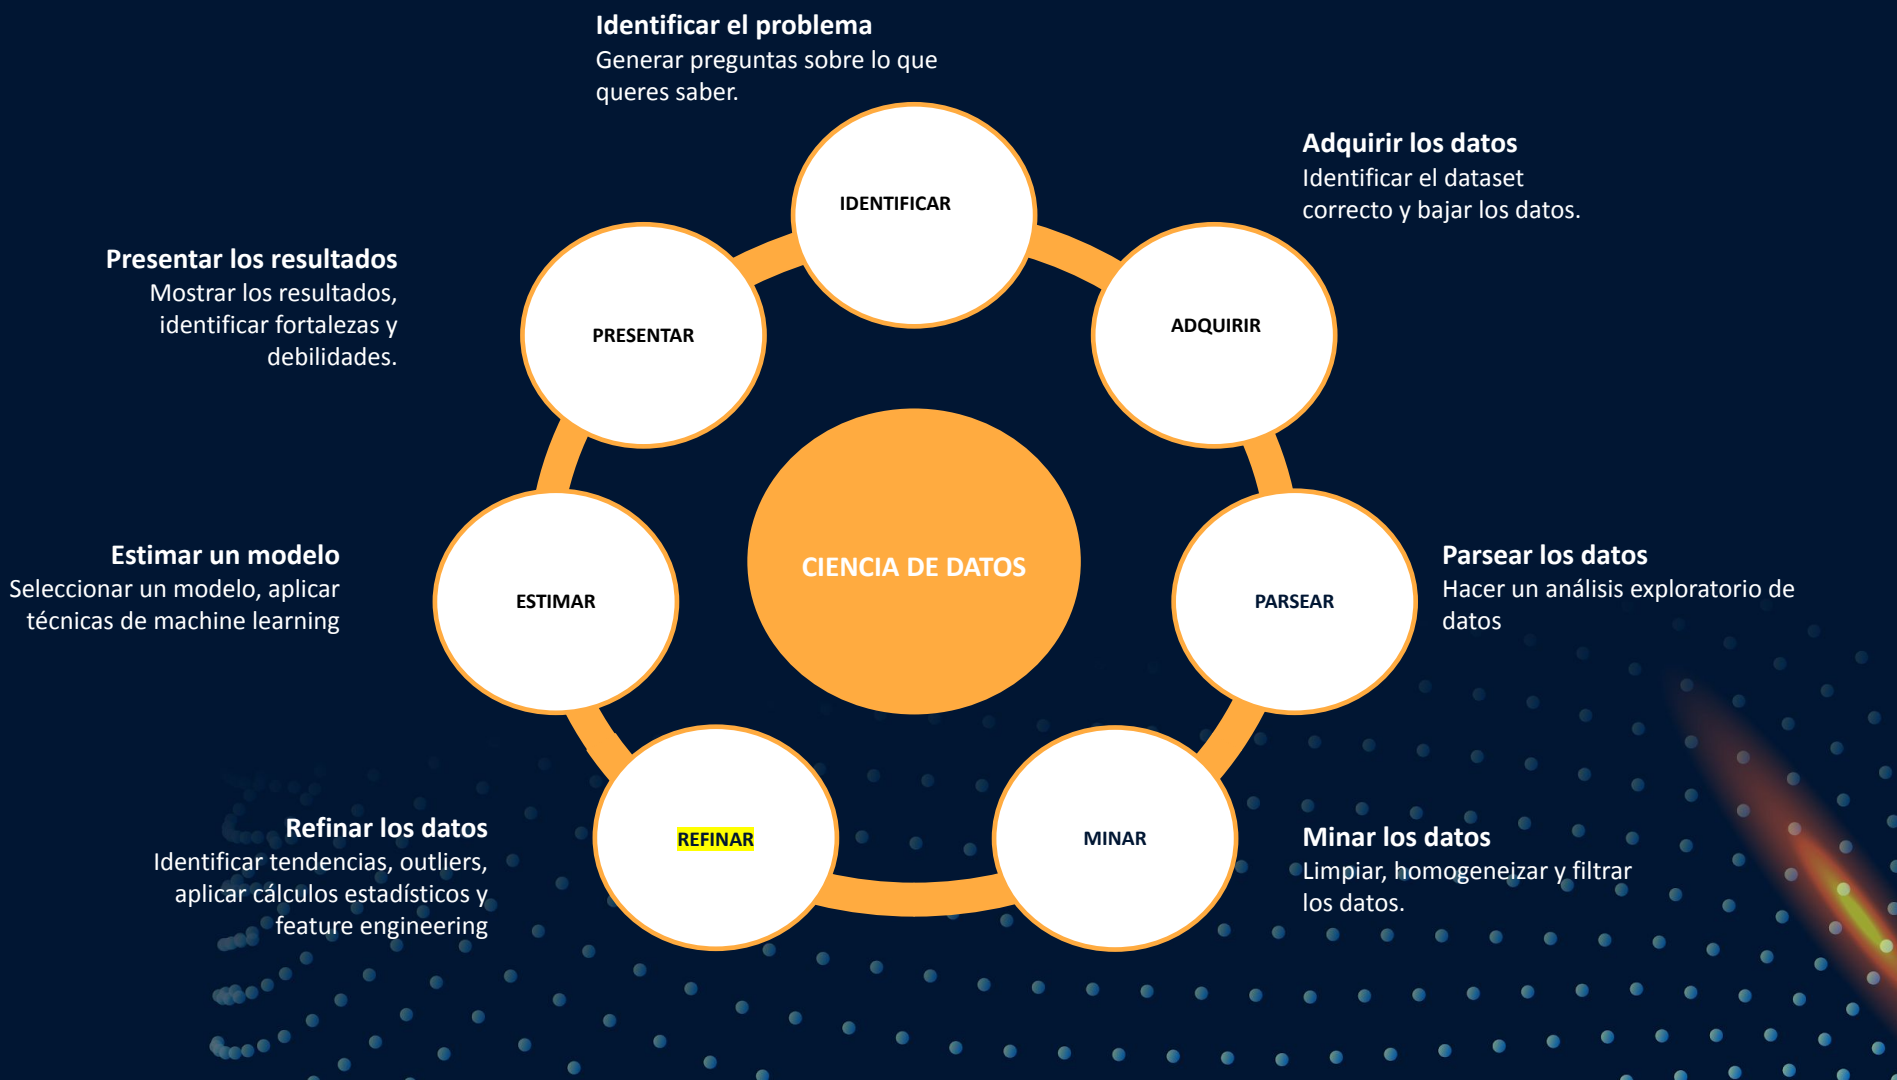 Identificar el problema
Generar preguntas sobre lo que
queres saber.
IDENTIFICAR
Adquirir los datos
Identificar el dataset
correcto y bajar los datos.
ADQUIRIR
Parsear los datos
Hacer un análisis exploratorio de
datos
PARSEAR
Minar los datos
Limpiar, homogeneizar y filtrar
los datos.
MINAR
Refinar los datos
Identificar tendencias, outliers,
aplicar cálculos estadísticos y
feature engineering
REFINAR
Estimar un modelo
Seleccionar un modelo, aplicar
técnicas de machine learning
ESTIMAR
Presentar los resultados
Mostrar los resultados,
identificar fortalezas y
debilidades.
PRESENTAR
CIENCIA DE DATOS